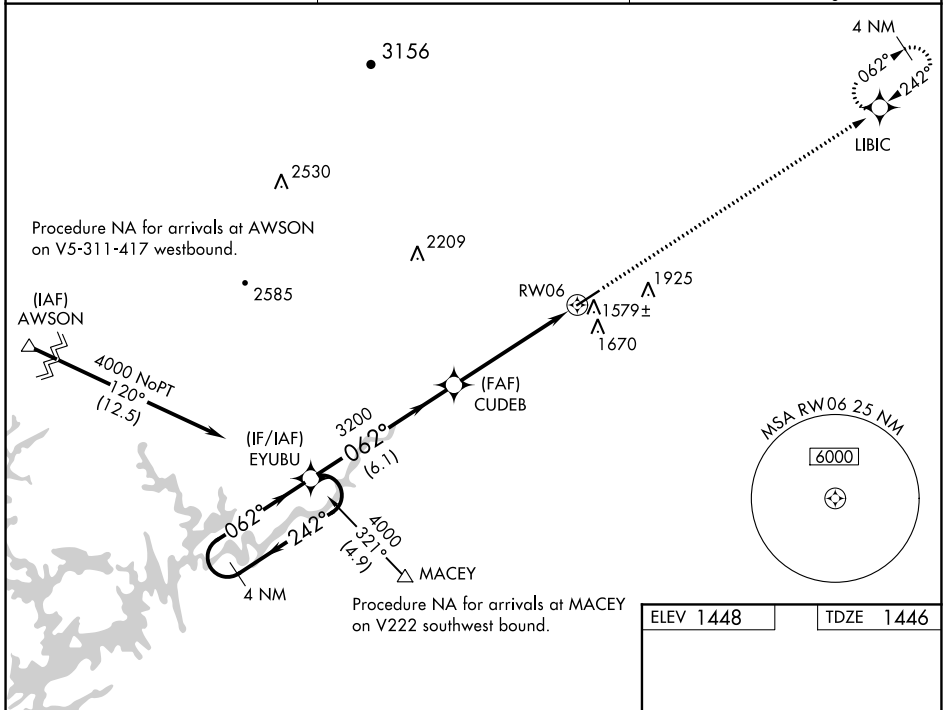 3156
4 NM
062°
242°
LIBIC
2530
Procedure NA for arrivals at AWSON
on V5-311-417 westbound.
2209
2585
RW06
1925
1579±
1670
(IAF)
AWSON
4000 NoPT
120°
(12.5)
(FAF)
CUDEB
3200
062°
(6.1)
(IF/IAF)
EYUBU
MSA RW06 25 NM
6000
062°
242°
4 NM
4000
321°
(4.9)
MACEY
Procedure NA for arrivals at MACEY
on V222 southwest bound.
ELEV 1448
TDZE 1446